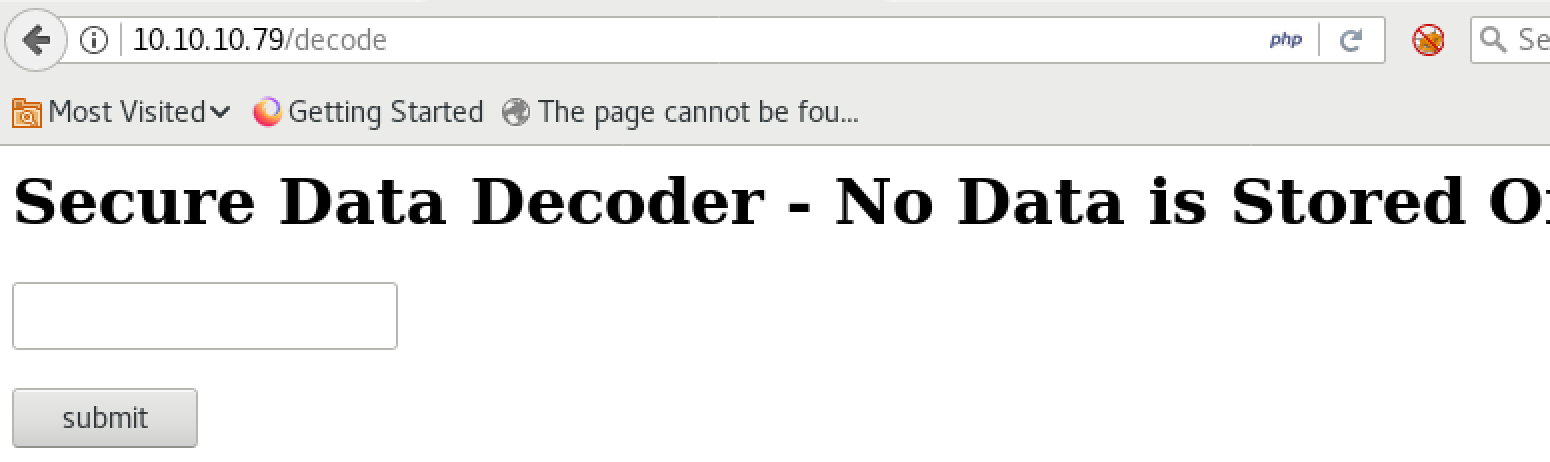 10.10.10.79/decode php Se
Most Visited Getting Started The page cannot be fou...
Secure Data Decoder - No Data is Stored
submit